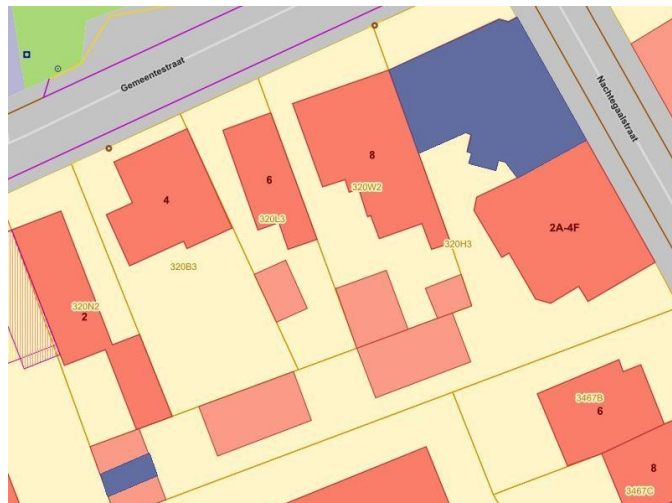 Gemeentestraat
Nachtegaalstraat
8
4
6
320W2
320L3
2A-4F
320H3
320B3
320N2
2
3467B
6
8
3467C